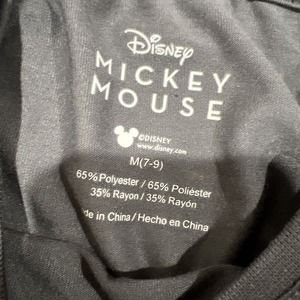 Disney
MICKEY
MOUSE
©DISNEY
www.disney.com
M(7-9)
65%Polyester / 65% Poliéster
35% Rayon / 35% Rayón
de in China / Hecho en China